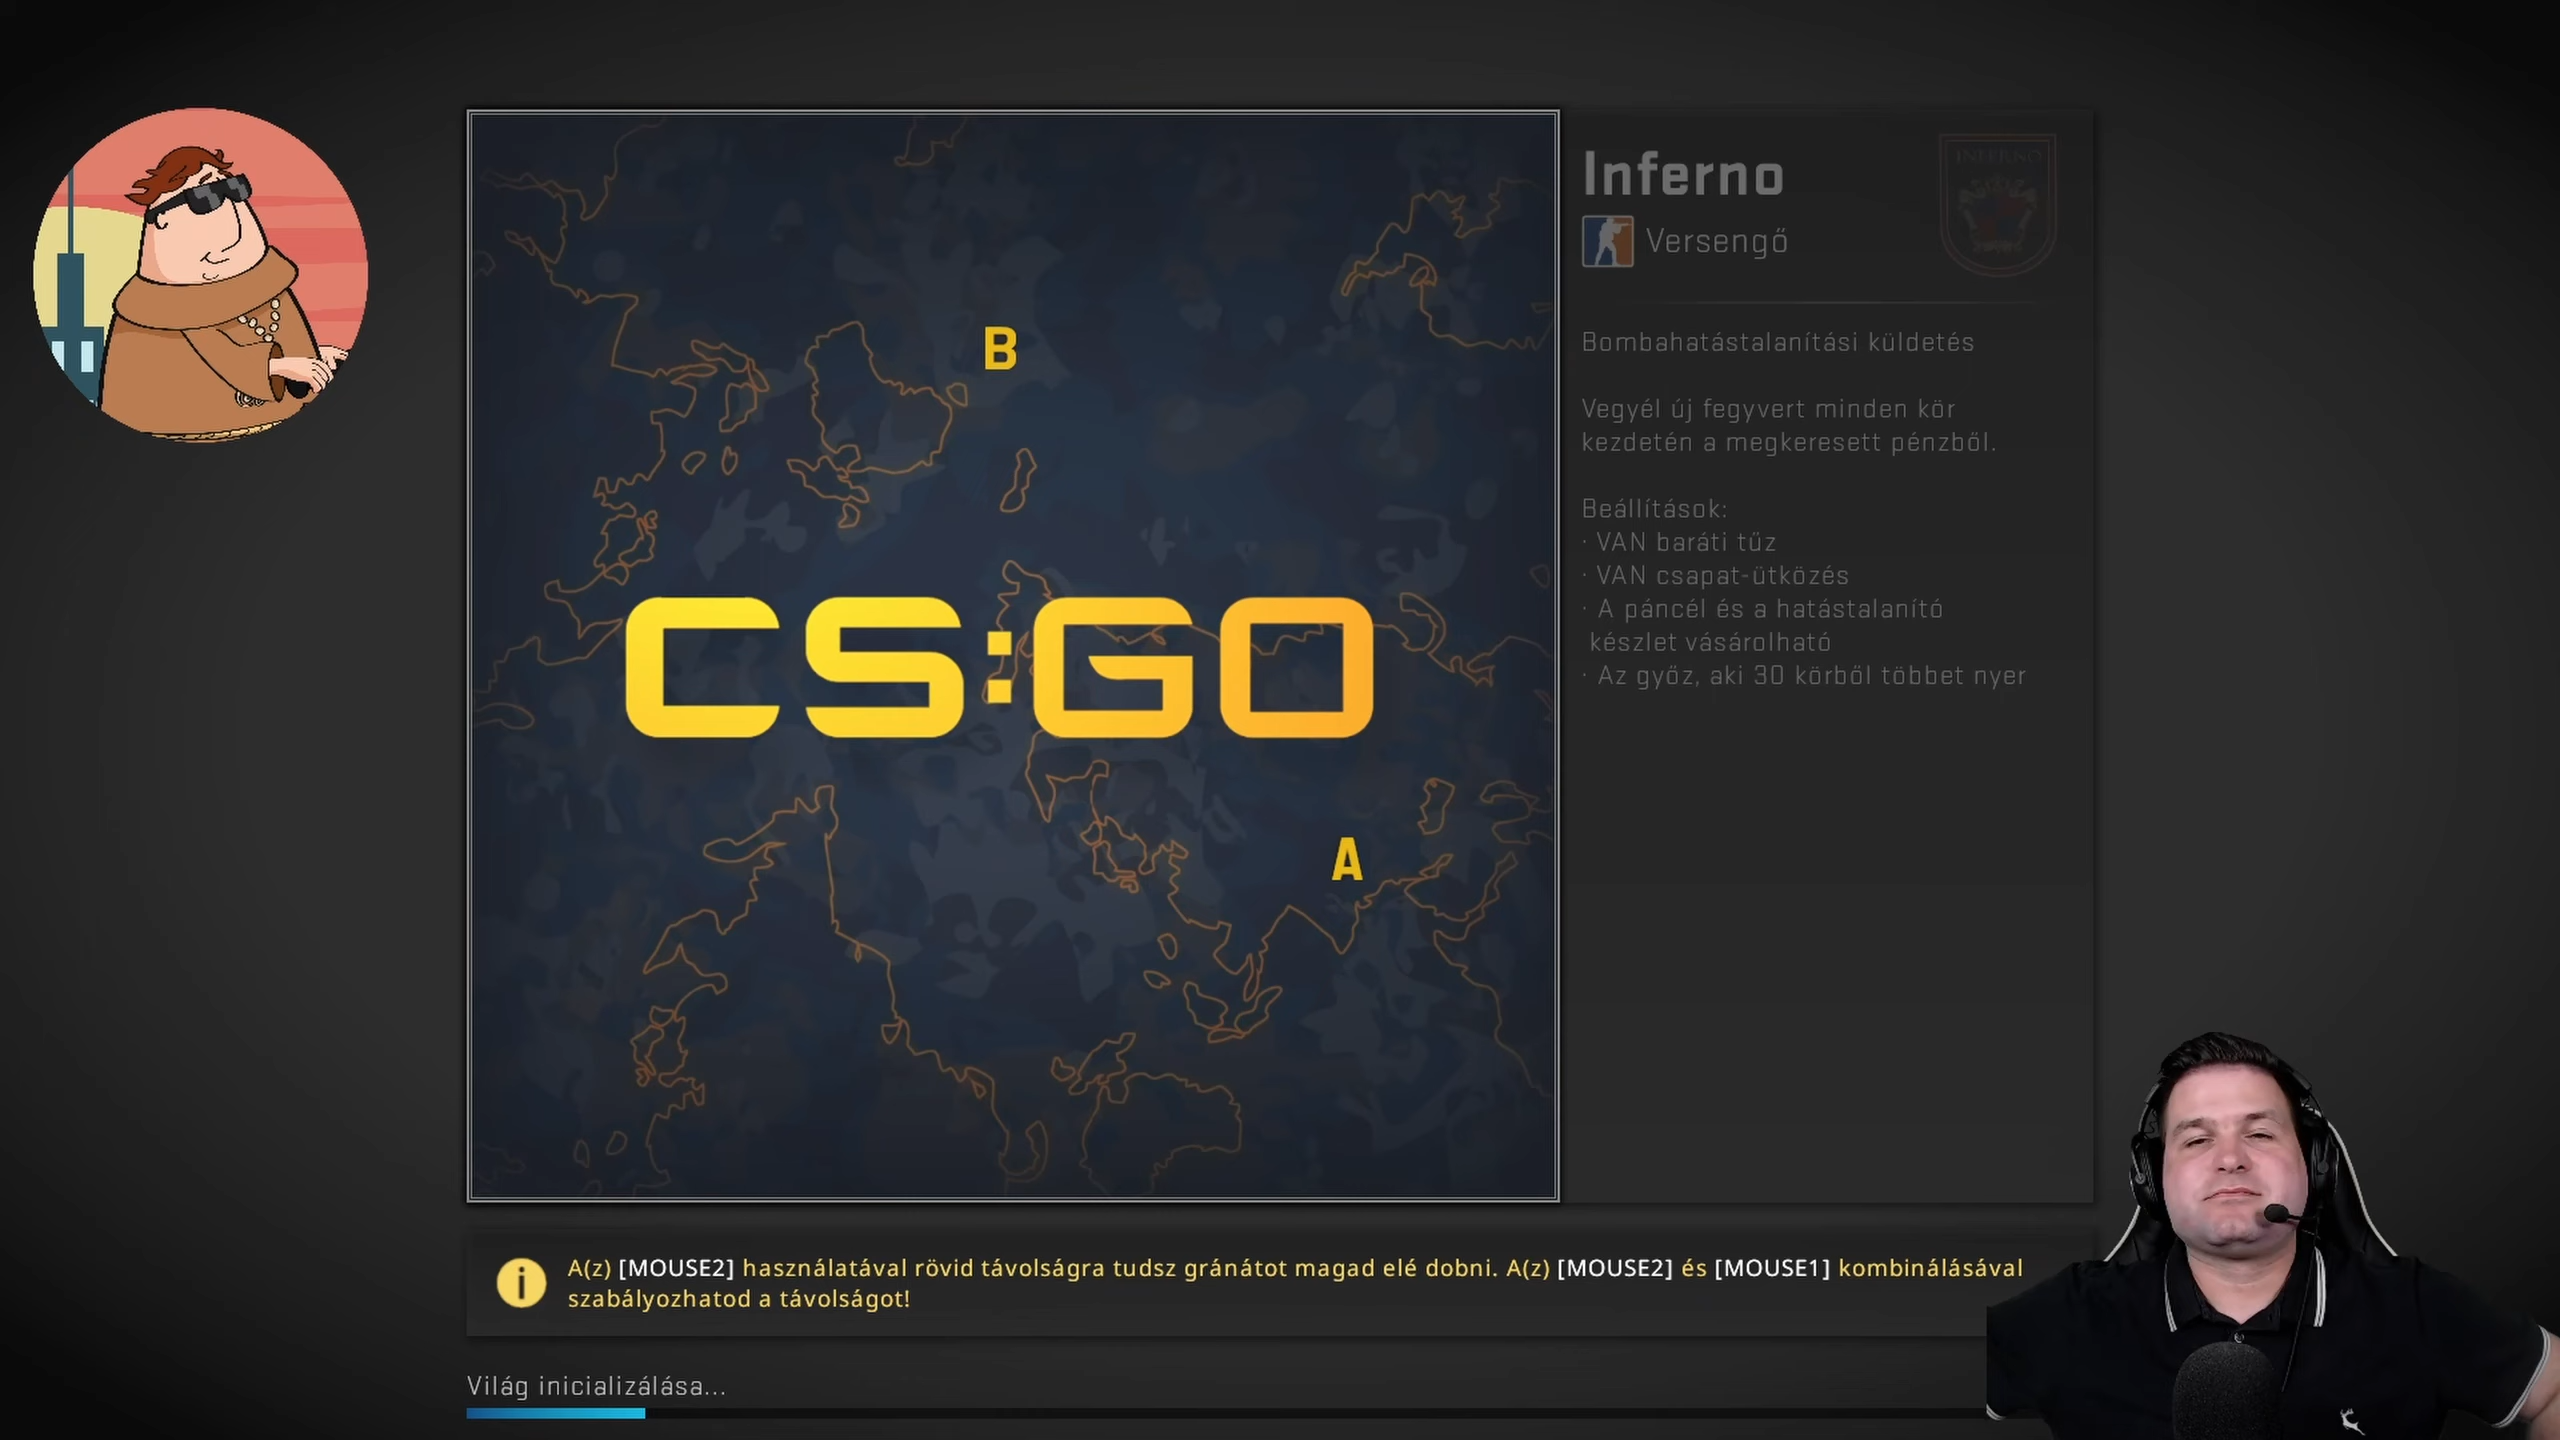 B
CS:GO
A
Inferno
INFERNO
Versengő
Bombahatástalanítási küldetés
Vegyél új fegyvert minden kör
kezdetén a megkeresett pénzből.
Beállítások:
· VAN baráti tűz
· VAN csapat-ütközés
· A páncél és a hatástalanító
készlet vásárolható
· Az győz, aki 30 körből többet nyer
A(z) [MOUSE2] használatával rövid távolságra tudsz gránátot magad elé dobni. A(z) [MOUSE2] és [MOUSE1] kombinálásával
szabályozhatod a távolságot!
Világ inicializálása...